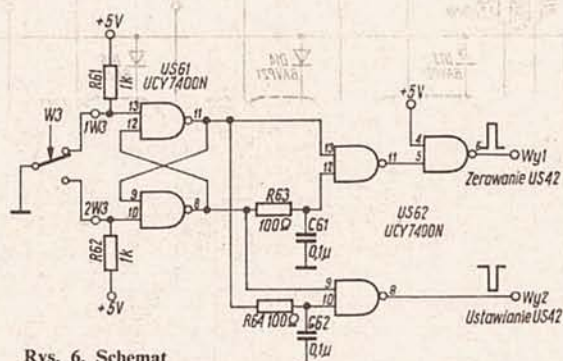 +5V
US61
UCY7400N
R61
1k
W3
1W3
13
12
11
9
10
8
2W3
R62
1k
+5V
R63
100Ω
C61
0,1μ
R64
100Ω
C62
0,1μ
+5V
13
12
11
4
5
6
Wy1
Zerowanie US42
US62
UCY7400N
9
10
8
Wy2
Ustawianie US42
Rys. 6. Schemat